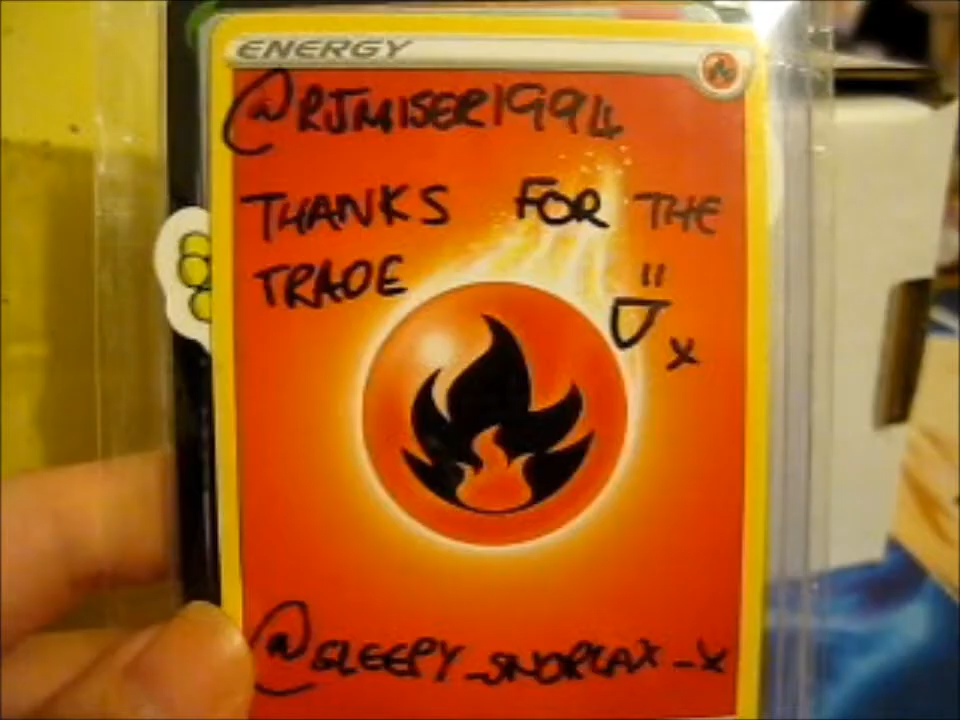 ENERGY
@RJMISER1994
THANKS FOR THE
TRADE
x
@SLEEPY_SNORLAX_X